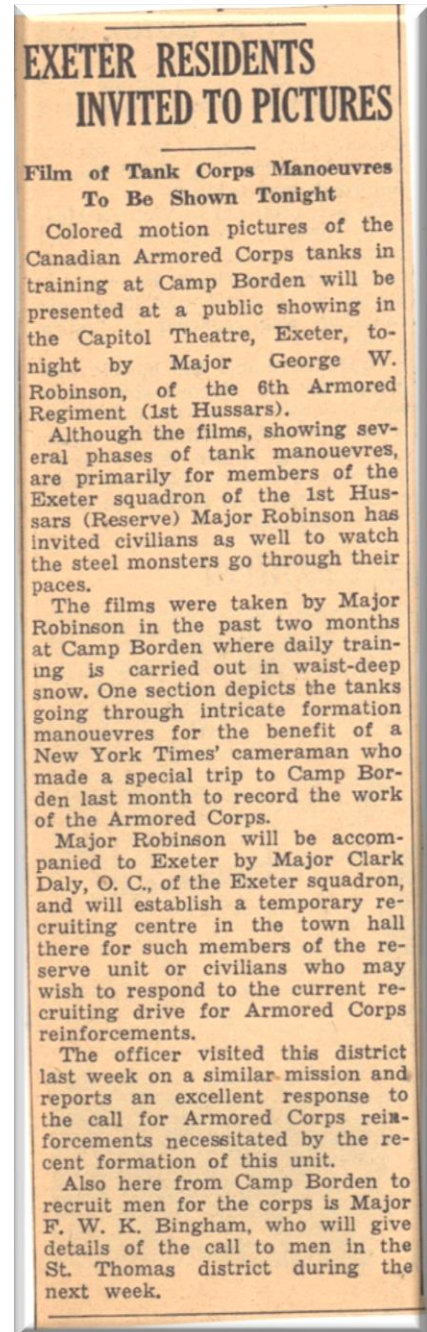 EXETER RESIDENTS
INVITED TO PICTURES
Film of Tank Corps Manoeuvres
To Be Shown Tonight
Colored motion pictures of the
Canadian Armored Corps tanks in
training at Camp Borden will be
presented at a public showing in
the Capitol Theatre, Exeter, to-
night by Major George W.
Robinson, of the 6th Armored
Regiment (1st Hussars).
Although the films, showing sev-
eral phases of tank manouevres,
are primarily for members of the
Exeter squadron of the 1st Hus-
sars (Reserve) Major Robinson has
invited civilians as well to watch
the steel monsters go through their
paces.
The films were taken by Major
Robinson in the past two months
at Camp Borden where daily train-
ing is carried out in waist-deep
snow. One section depicts the tanks
going through intricate formation
manouevres for the benefit of a
New York Times' cameraman who
made a special trip to Camp Bor-
den last month to record the work
of the Armored Corps.
Major Robinson will be accom-
panied to Exeter by Major Clark
Daly, O. C., of the Exeter squadron,
and will establish a temporary re-
cruiting centre in the town hall
there for such members of the re-
serve unit or civilians who may
wish to respond to the current re-
cruiting drive for Armored Corps
reinforcements.
The officer visited this district
last week on a similar mission and
reports an excellent response to
the call for Armored Corps rein-
forcements necessitated by the re-
cent formation of this unit.
Also here from Camp Borden to
recruit men for the corps is Major
F. W. K. Bingham, who will give
details of the call to men in the
St. Thomas district during the
next week.